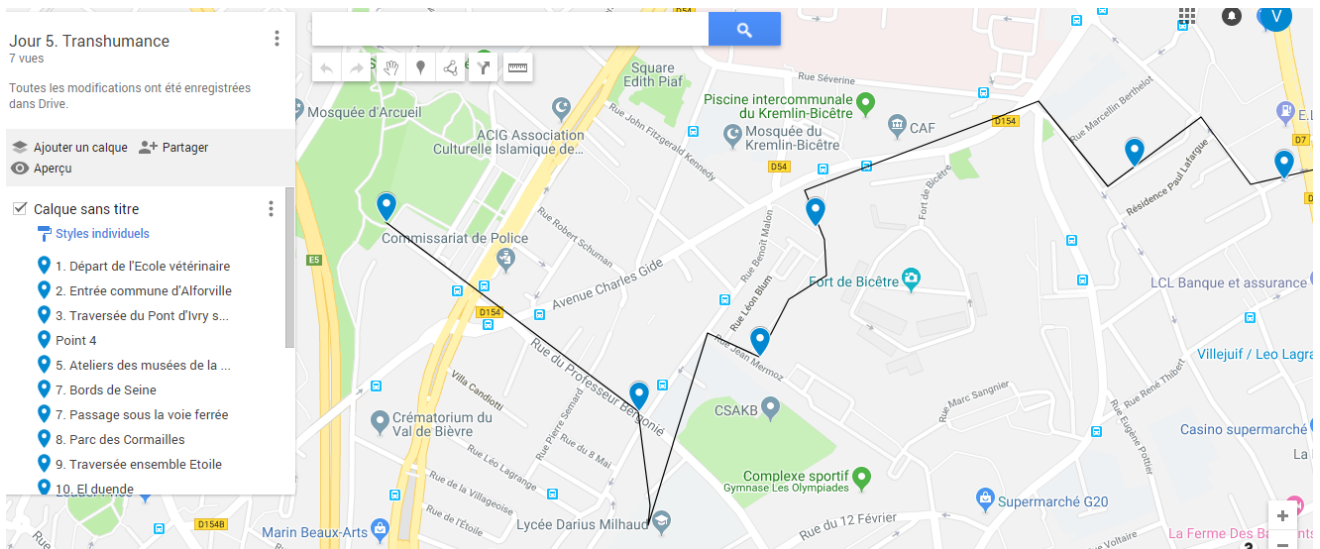 Jour 5. Transhumance
7 vues
Toutes les modifications ont été enregistrées
dans Drive.
Ajouter un calque
Partager
Aperçu
Calque sans titre
Styles individuels
1. Départ de l'Ecole vétérinaire
2. Entrée commune d'Alforville
3. Traversée du Pont d'Ivry s...
Point 4
5. Ateliers des musées de la ...
7. Bords de Seine
7. Passage sous la voie ferrée
8. Parc des Cormailles
9. Traversée ensemble Etoile
10. El duende
V
D54
Square
Edith Piaf
Rue Séverine
Mosquée d'Arcueil
Piscine intercommunale
du Kremlin-Bicêtre
Rue Marcellin Berthelot
ACIG Association
Culturelle Islamique de...
Rue John Fitzgerald Kennedy
Mosquée du
Kremlin-Bicêtre
CAF
D154
D7
D54
Fort de Bicêtre
Résidence Paul Lafaigue
Commissariat de Police
Rue Robert Schuman
Rue Benoît Malon
E5
Avenue Charles Gide
Rue Léon Blum
Fort de Bicêtre
LCL Banque et assurance
D154
Rue du Professeur Bergonié
Rue Jean Mermoz
Villejuif / Leo Lagra
Villa Candiotti
Rue Pierre Semard
Rue Marc Sangnier
Rue René Thibert
Rue Eugène Pottier
Crématorium du
Val de Bièvre
CSAKB
Casino supermarché
La
Rue du 8 Mai
Rue Léo Lagrange
Rue de la Villageoise
Complexe sportif
Gymnase Les Olympiades
Supermarché G20
Rue de l'Étoile
D154B
Marin Beaux-Arts
Lycée Darius Milhaud
Rue du 12 Février
Voltaire
La Ferme Des B